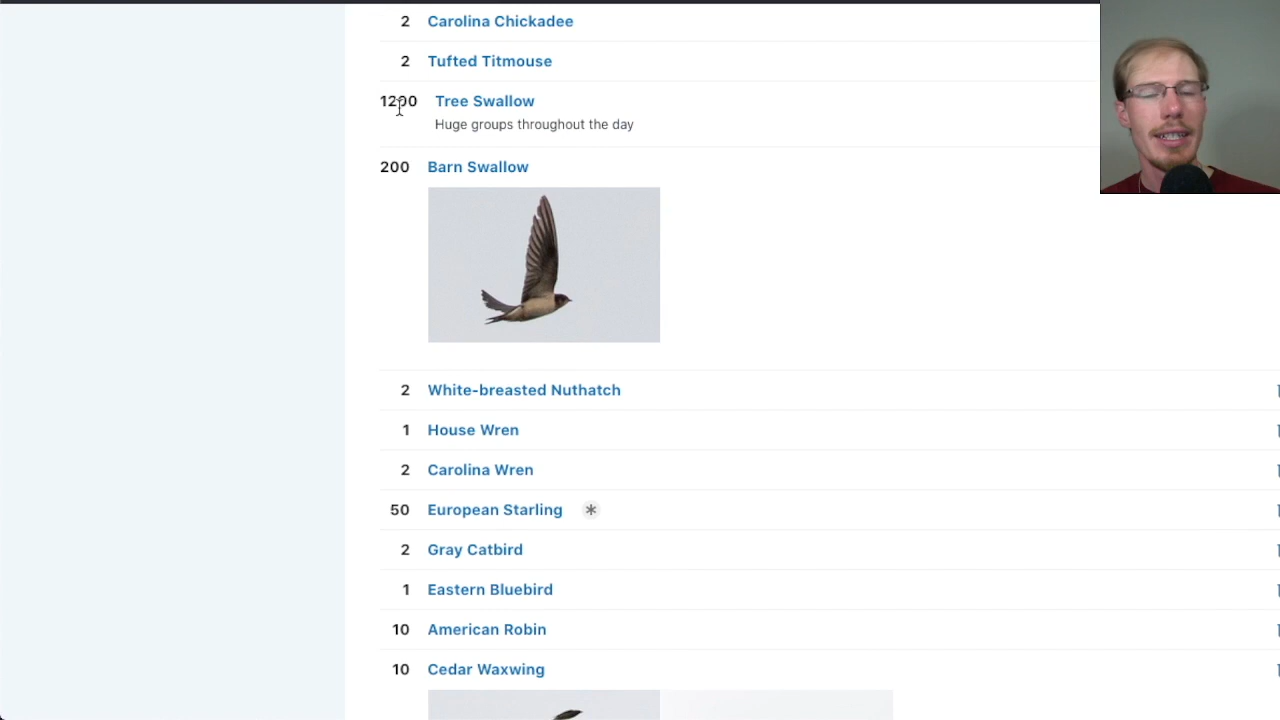 2 Carolina Chickadee
2 Tufted Titmouse
1200 Tree Swallow
Huge groups throughout the day
200 Barn Swallow
2 White-breasted Nuthatch
1 House Wren
2 Carolina Wren
50 European Starling
2 Gray Catbird
1 Eastern Bluebird
10 American Robin
10 Cedar Waxwing